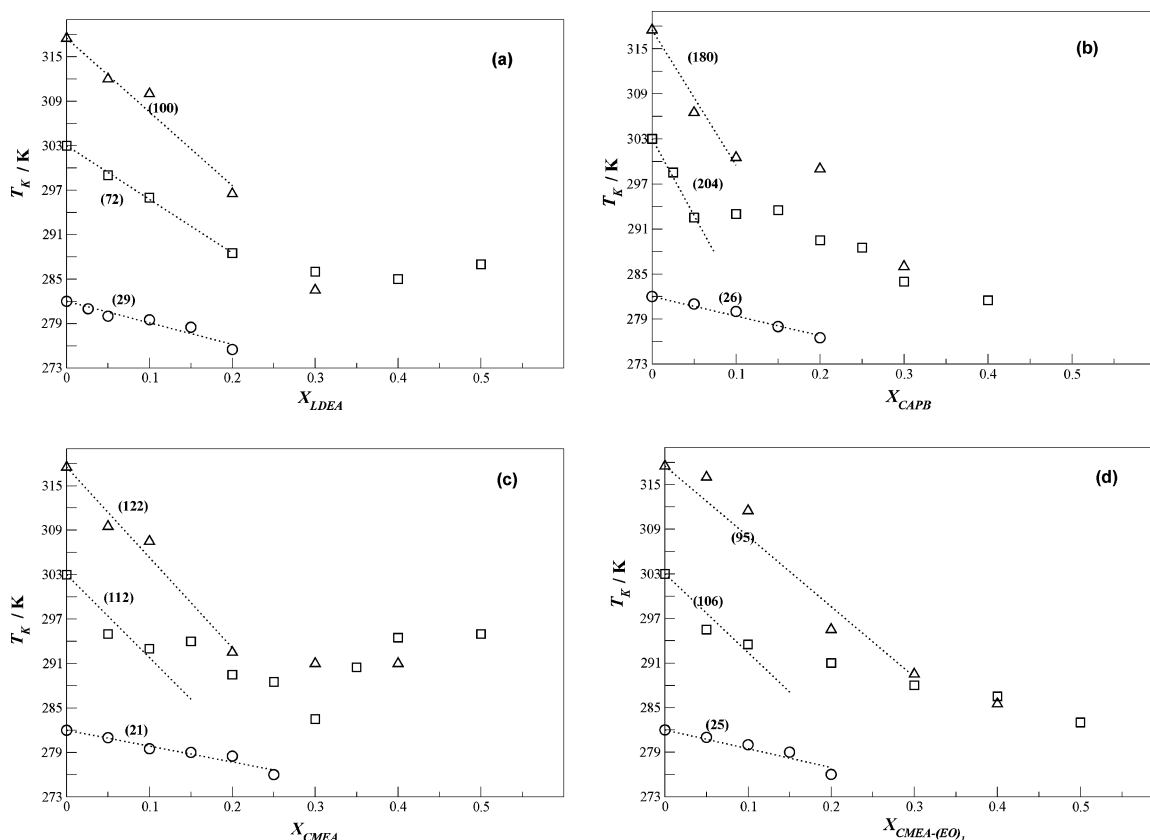 (a)
T_K / K
315
309
303
297
291
285
279
273
(100)
(72)
(29)
0 0.1 0.2 0.3 0.4 0.5
X_LDEA
(b)
T_K / K
315
309
303
297
291
285
279
273
(180)
(204)
(26)
0 0.1 0.2 0.3 0.4 0.5
X_CAPB
(c)
T_K / K
315
309
303
297
291
285
279
273
(122)
(112)
(21)
0 0.1 0.2 0.3 0.4 0.5
X_CMEA
(d)
T_K / K
315
309
303
297
291
285
279
273
(95)
(106)
(25)
0 0.1 0.2 0.3 0.4 0.5
X_CMEA-(EO)1